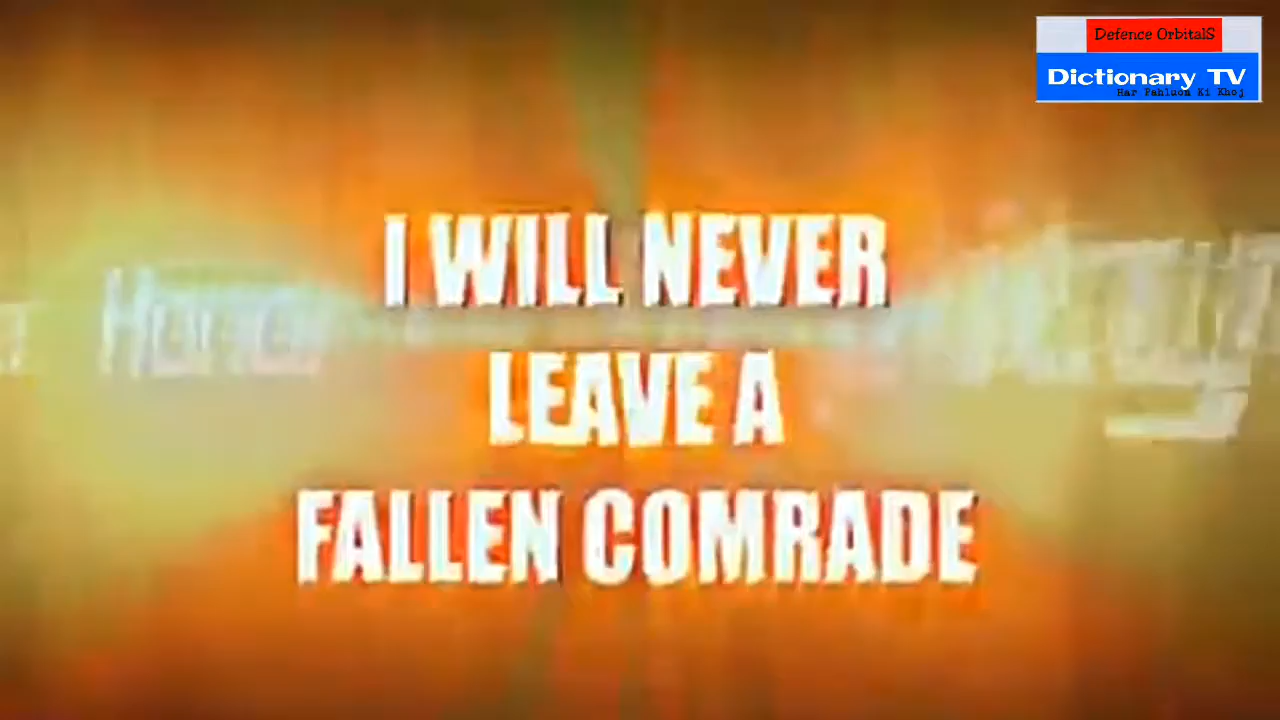 Defence OrbitalS
Dictionary TV
Har Pahluon Ki Khoj
I WILL NEVER
LEAVE A
FALLEN COMRADE